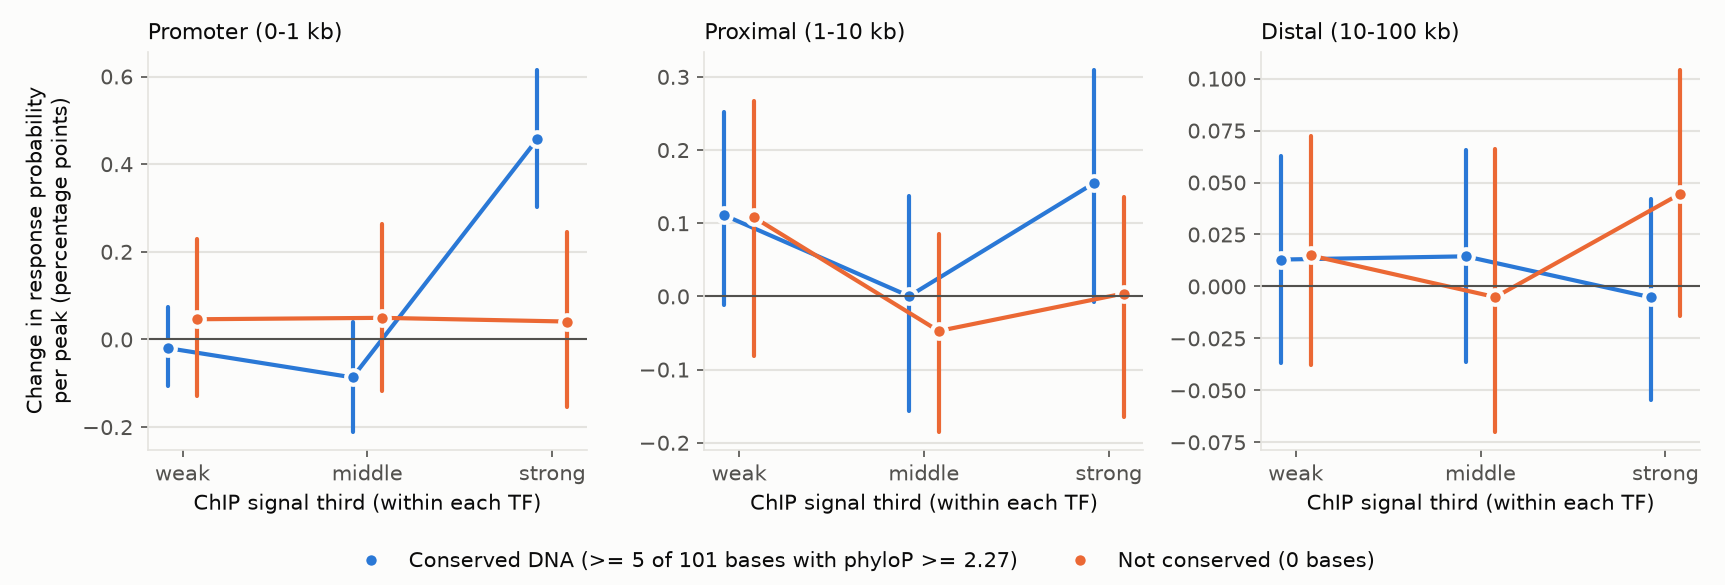 Promoter (0-1 kb)
Proximal (1-10 kb)
Distal (10-100 kb)
Change in response probability
per peak (percentage points)
0.6
0.4
0.2
0.0
−0.2
0.3
0.2
0.1
0.0
−0.1
−0.2
0.100
0.075
0.050
0.025
0.000
−0.025
−0.050
−0.075
weak middle strong
weak middle strong
weak middle strong
ChIP signal third (within each TF)
ChIP signal third (within each TF)
ChIP signal third (within each TF)
Conserved DNA (>= 5 of 101 bases with phyloP >= 2.27)
Not conserved (0 bases)